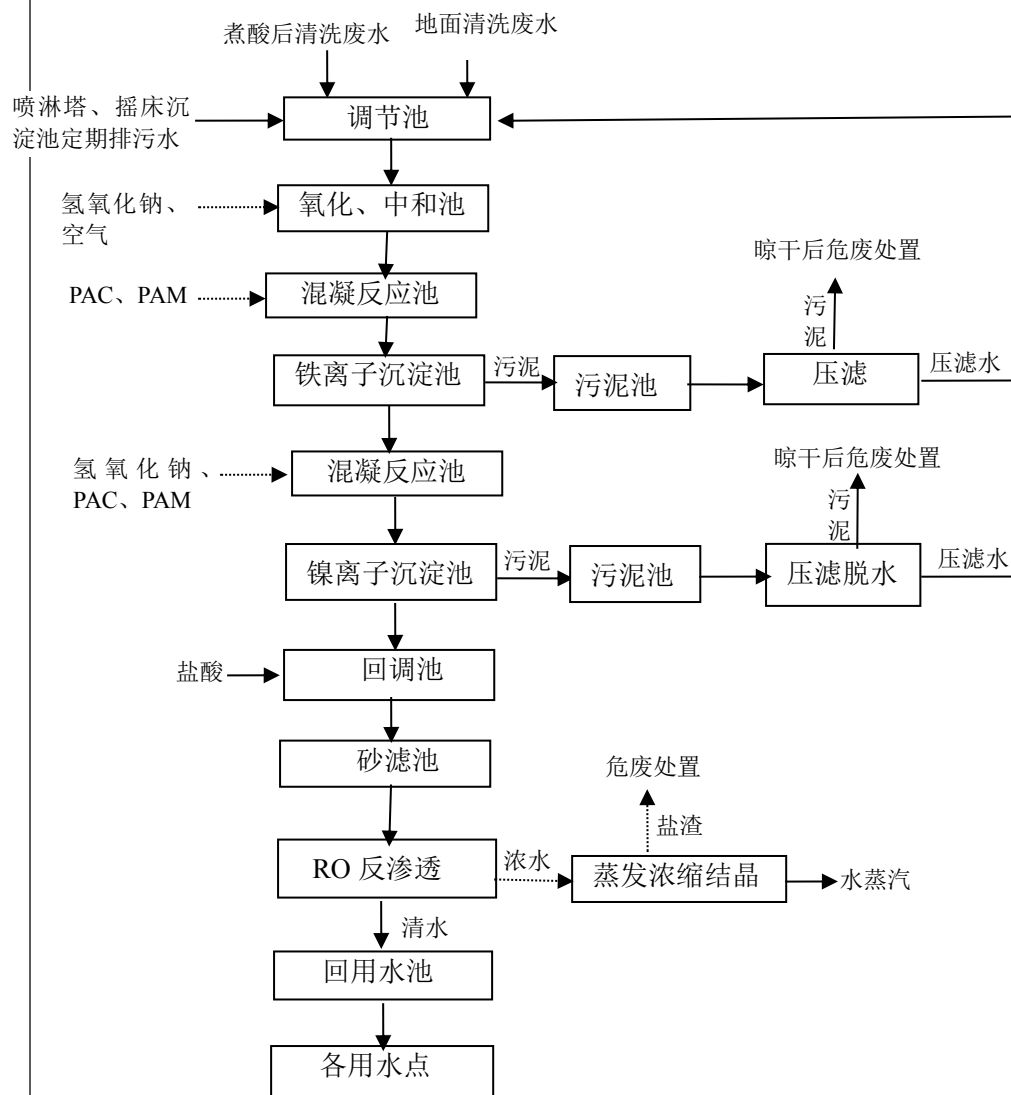 煮酸后清洗废水
地面清洗废水
喷淋塔、摇床沉
淀池定期排污水
调节池
氢氧化钠、
空气
氧化、中和池
晾干后危废处置
PAC、PAM
混凝反应池
污
泥
铁离子沉淀池
污泥
污泥池
压滤
压滤水
氢氧化钠、
PAC、PAM
混凝反应池
晾干后危废处置
污
泥
镍离子沉淀池
污泥
污泥池
压滤脱水
压滤水
盐酸
回调池
砂滤池
危废处置
盐渣
RO 反渗透
浓水
蒸发浓缩结晶
水蒸汽
清水
回用水池
各用水点